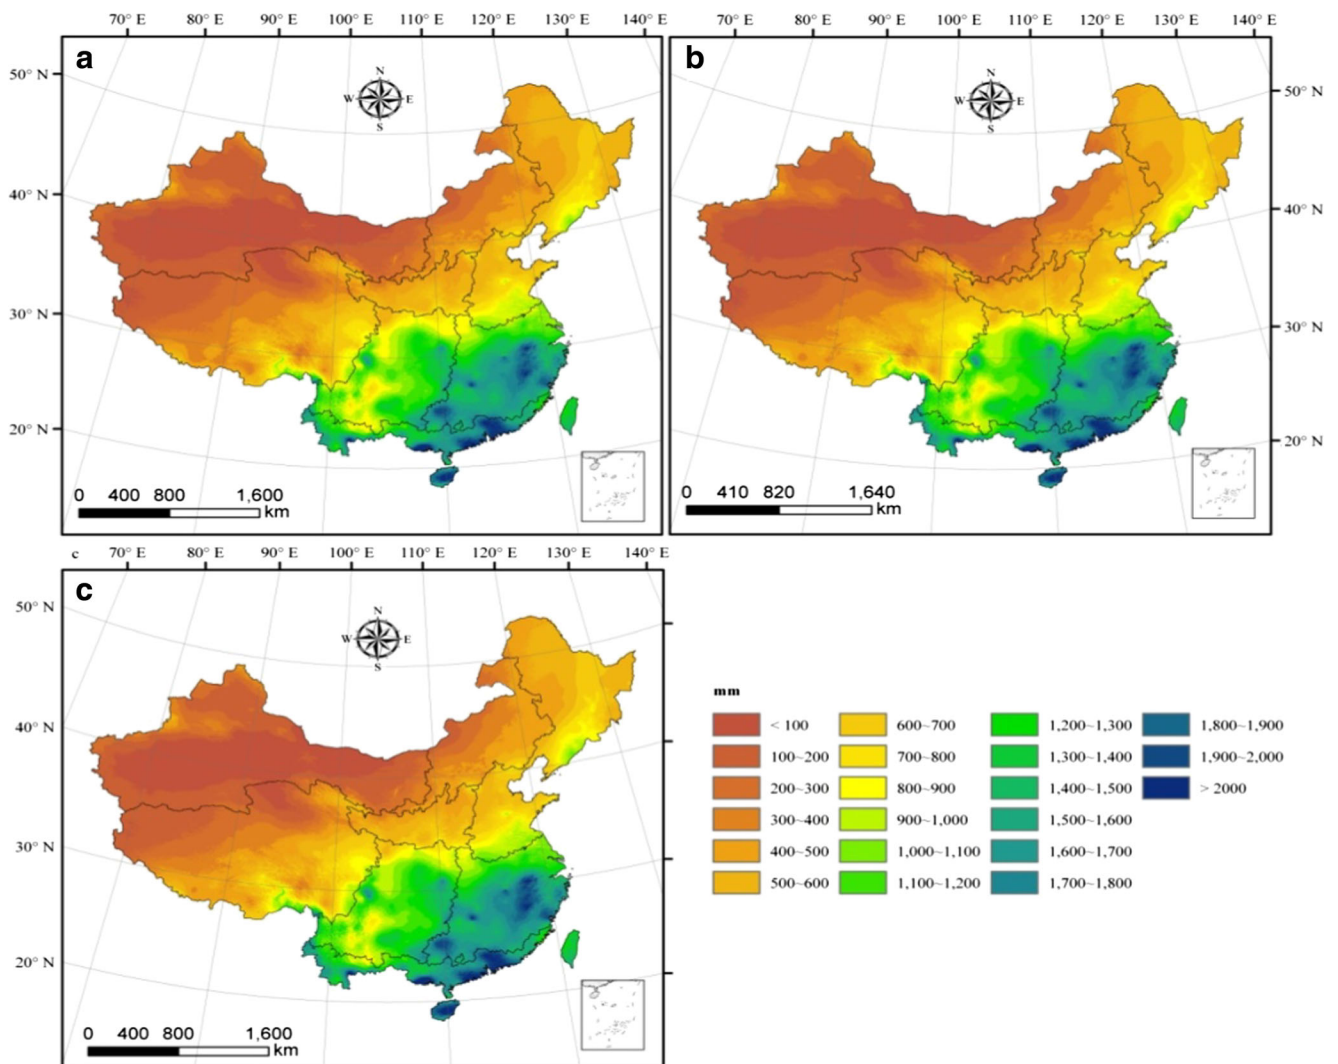 70° E 80° E 90° E 100° E 110° E 120° E 130° E 140° E
70° E 80° E 90° E 100° E 110° E 120° E 130° E 140° E
a
N
W E
S
50° N
40° N
30° N
20° N
0 400 800 1,600
km
b
N
W E
S
50° N
40° N
30° N
20° N
0 410 820 1,640
km
c 70° E 80° E 90° E 100° E 110° E 120° E 130° E 140° E
c
N
W E
S
50° N
40° N
30° N
20° N
0 400 800 1,600
km
mm
< 100 600~700 1,200~1,300 1,800~1,900
100~200 700~800 1,300~1,400 1,900~2,000
200~300 800~900 1,400~1,500 > 2000
300~400 900~1,000 1,500~1,600
400~500 1,000~1,100 1,600~1,700
500~600 1,100~1,200 1,700~1,800